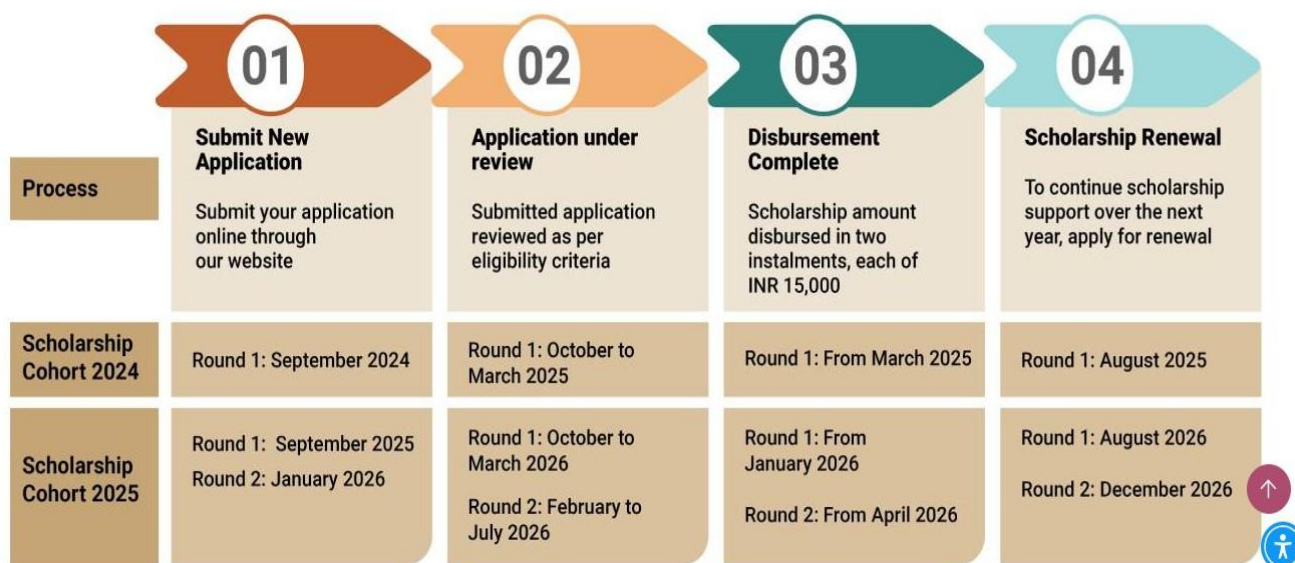 01
02
03
04
Process
Submit New
Application
Submit your application
online through
our website
Application under
review
Submitted application
reviewed as per
eligibility criteria
Disbursement
Complete
Scholarship amount
disbursed in two
instalments, each of
INR 15,000
Scholarship Renewal
To continue scholarship
support over the next
year, apply for renewal
Scholarship
Cohort 2024
Round 1: September 2024
Round 1: October to
March 2025
Round 1: From March 2025
Round 1: August 2025
Scholarship
Cohort 2025
Round 1: September 2025
Round 2: January 2026
Round 1: October to
March 2026
Round 2: February to
July 2026
Round 1: From
January 2026
Round 2: From April 2026
Round 1: August 2026
Round 2: December 2026